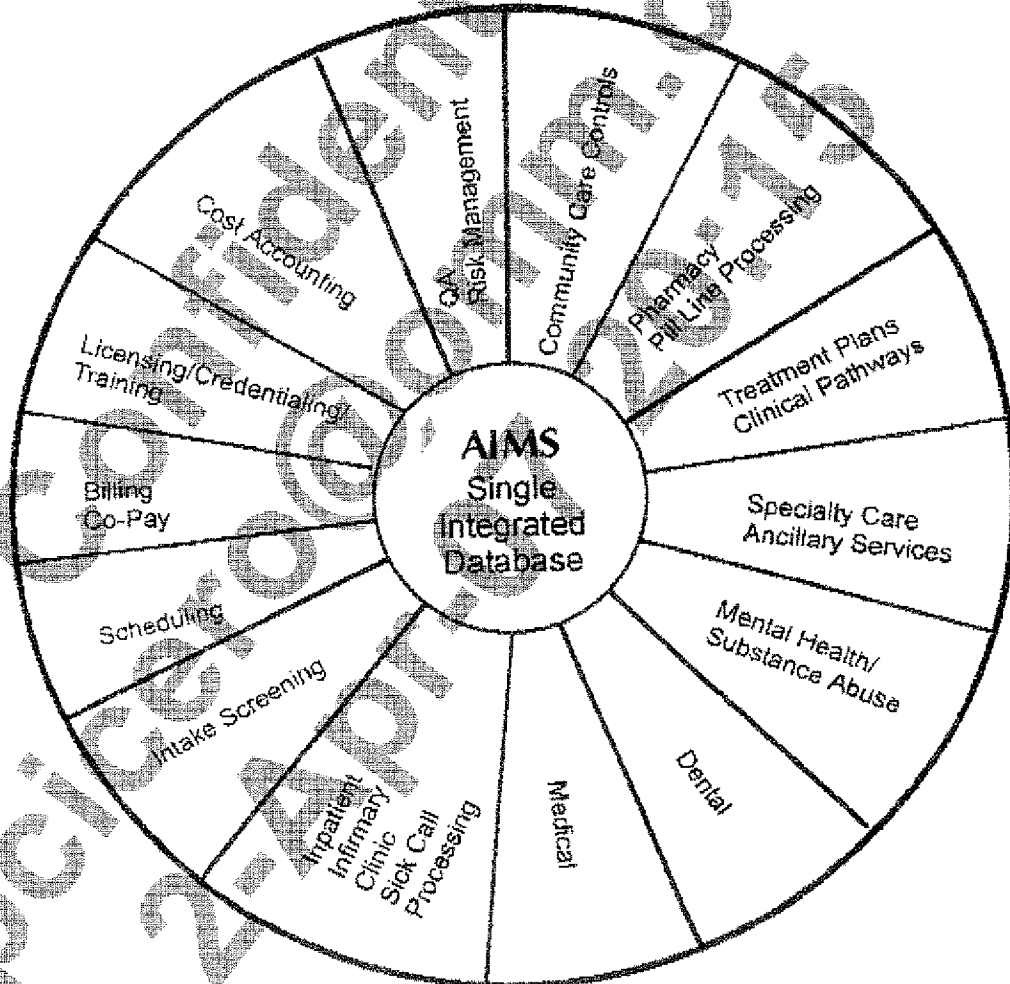 Community Care Controls
Pharmacy
Pill Line Processing
Treatment Plans
Clinical Pathways
Specialty Care
Ancillary Services
Mental Health/
Substance Abuse
Dental
Medical
Inpatient
Infirmary
Clinic
Sick Call
Processing
Intake Screening
Scheduling
Billing
Co-Pay
Licensing/Credentialing/
Training
Cost Accounting
QA
Risk Management
AIMS
Single
Integrated
Database